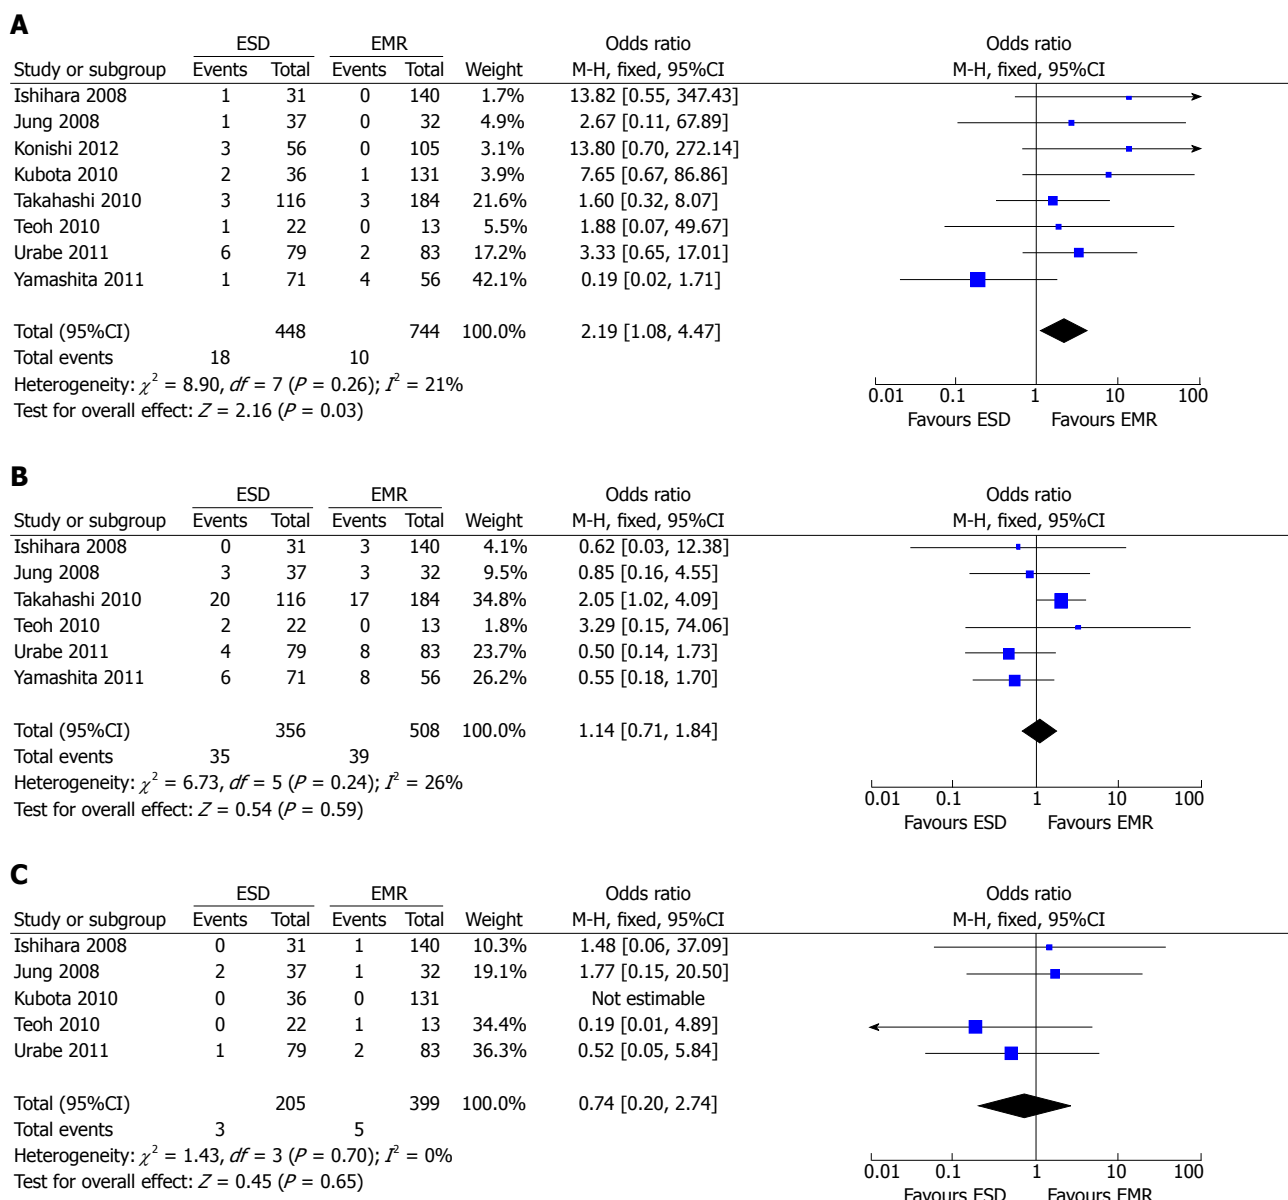 A
ESD EMR Odds ratio Odds ratio
Study or subgroup Events Total Events Total Weight M-H, fixed, 95%CI M-H, fixed, 95%CI
Ishihara 2008 1 31 0 140 1.7% 13.82 [0.55, 347.43]
Jung 2008 1 37 0 32 4.9% 2.67 [0.11, 67.89]
Konishi 2012 3 56 0 105 3.1% 13.80 [0.70, 272.14]
Kubota 2010 2 36 1 131 3.9% 7.65 [0.67, 86.86]
Takahashi 2010 3 116 3 184 21.6% 1.60 [0.32, 8.07]
Teoh 2010 1 22 0 13 5.5% 1.88 [0.07, 49.67]
Urabe 2011 6 79 2 83 17.2% 3.33 [0.65, 17.01]
Yamashita 2011 1 71 4 56 42.1% 0.19 [0.02, 1.71]
Total (95%CI) 448 744 100.0% 2.19 [1.08, 4.47]
Total events 18 10
Heterogeneity: χ² = 8.90, df = 7 (P = 0.26); I² = 21%
Test for overall effect: Z = 2.16 (P = 0.03)
0.01 0.1 1 10 100
Favours ESD Favours EMR
B
ESD EMR Odds ratio Odds ratio
Study or subgroup Events Total Events Total Weight M-H, fixed, 95%CI M-H, fixed, 95%CI
Ishihara 2008 0 31 3 140 4.1% 0.62 [0.03, 12.38]
Jung 2008 3 37 3 32 9.5% 0.85 [0.16, 4.55]
Takahashi 2010 20 116 17 184 34.8% 2.05 [1.02, 4.09]
Teoh 2010 2 22 0 13 1.8% 3.29 [0.15, 74.06]
Urabe 2011 4 79 8 83 23.7% 0.50 [0.14, 1.73]
Yamashita 2011 6 71 8 56 26.2% 0.55 [0.18, 1.70]
Total (95%CI) 356 508 100.0% 1.14 [0.71, 1.84]
Total events 35 39
Heterogeneity: χ² = 6.73, df = 5 (P = 0.24); I² = 26%
Test for overall effect: Z = 0.54 (P = 0.59)
0.01 0.1 1 10 100
Favours ESD Favours EMR
C
ESD EMR Odds ratio Odds ratio
Study or subgroup Events Total Events Total Weight M-H, fixed, 95%CI M-H, fixed, 95%CI
Ishihara 2008 0 31 1 140 10.3% 1.48 [0.06, 37.09]
Jung 2008 2 37 1 32 19.1% 1.77 [0.15, 20.50]
Kubota 2010 0 36 0 131 Not estimable
Teoh 2010 0 22 1 13 34.4% 0.19 [0.01, 4.89]
Urabe 2011 1 79 2 83 36.3% 0.52 [0.05, 5.84]
Total (95%CI) 205 399 100.0% 0.74 [0.20, 2.74]
Total events 3 5
Heterogeneity: χ² = 1.43, df = 3 (P = 0.70); I² = 0%
Test for overall effect: Z = 0.45 (P = 0.65)
0.01 0.1 1 10 100
Favours ESD Favours EMR